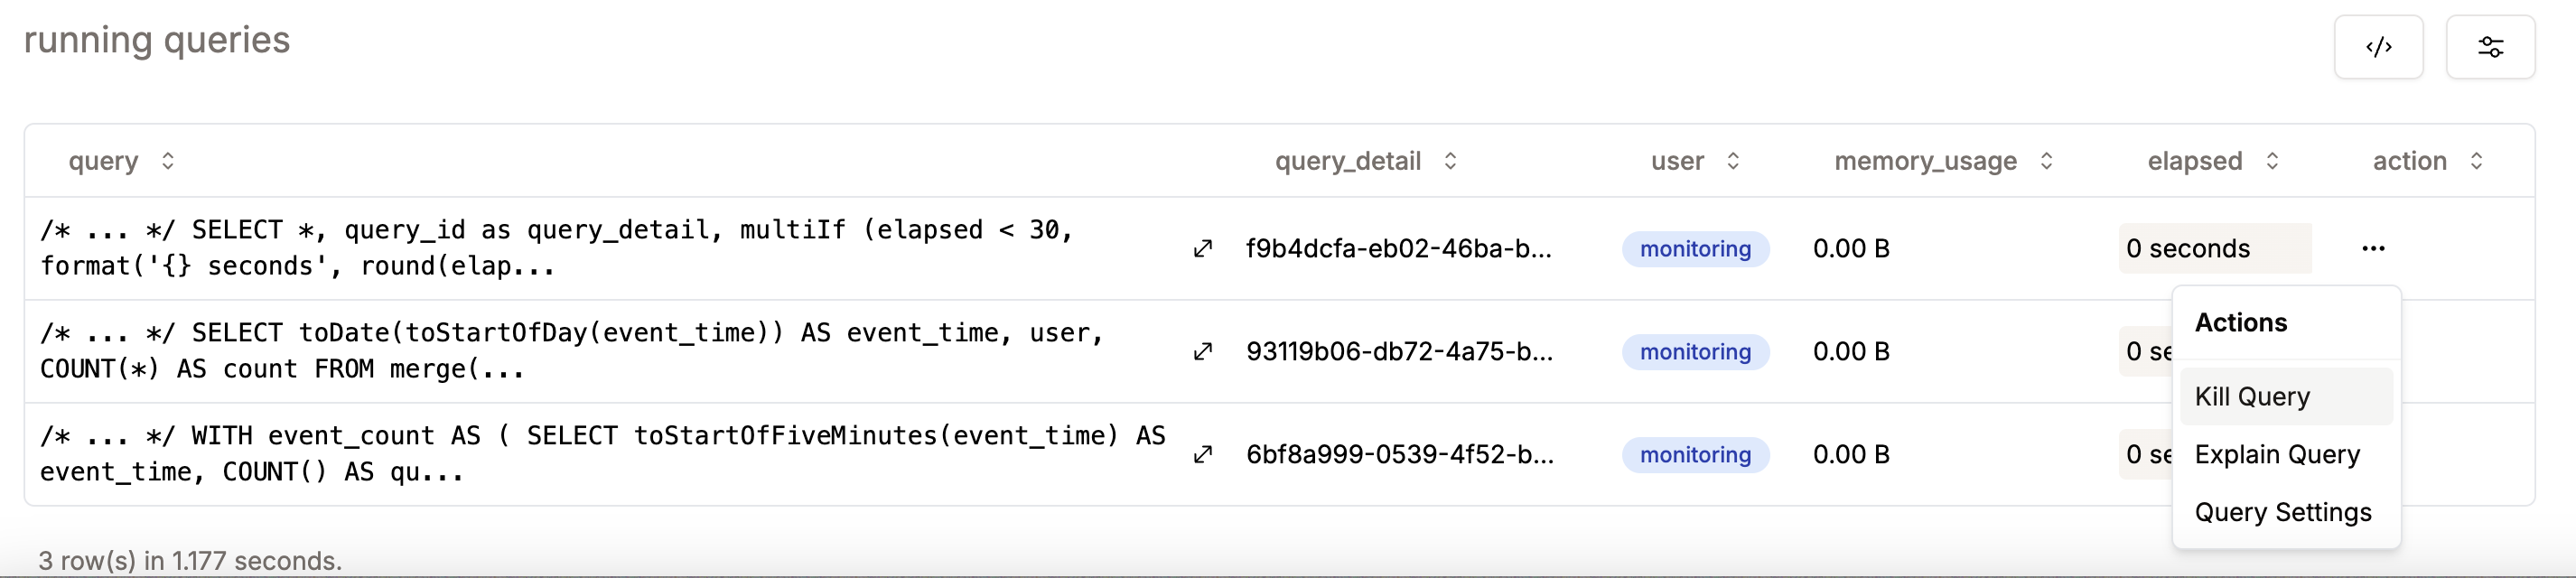 running queries
</>
query query_detail user memory_usage elapsed action
/* ... */ SELECT *, query_id as query_detail, multiIf (elapsed < 30,
format('{} seconds', round(elap...
f9b4dcfa-eb02-46ba-b... monitoring 0.00 B 0 seconds ...
/* ... */ SELECT toDate(toStartOfDay(event_time)) AS event_time, user,
COUNT(*) AS count FROM merge(...
93119b06-db72-4a75-b... monitoring 0.00 B 0 se
/* ... */ WITH event_count AS ( SELECT toStartOfFiveMinutes(event_time) AS
event_time, COUNT() AS qu...
6bf8a999-0539-4f52-b... monitoring 0.00 B 0 se
Actions
Kill Query
Explain Query
Query Settings
3 row(s) in 1.177 seconds.